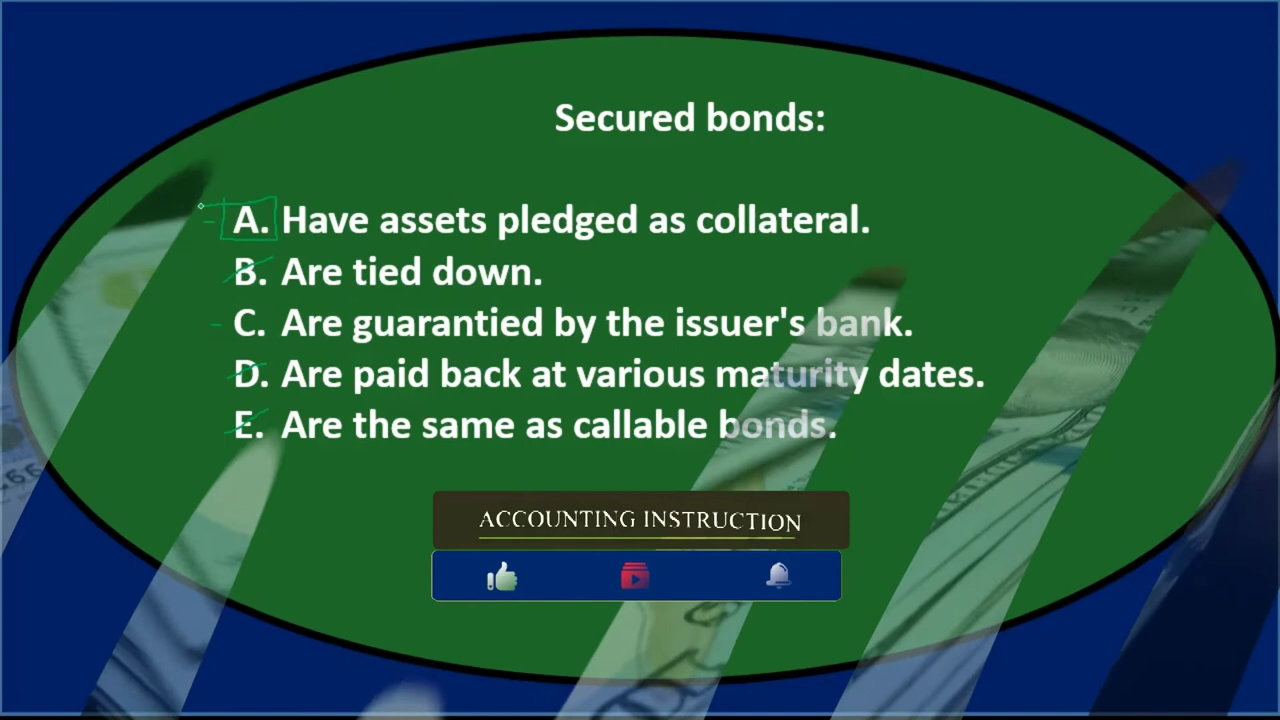 Secured bonds:
A. Have assets pledged as collateral.
B. Are tied down.
C. Are guarantied by the issuer's bank.
D. Are paid back at various maturity dates.
E. Are the same as callable bonds.
ACCOUNTING INSTRUCTION